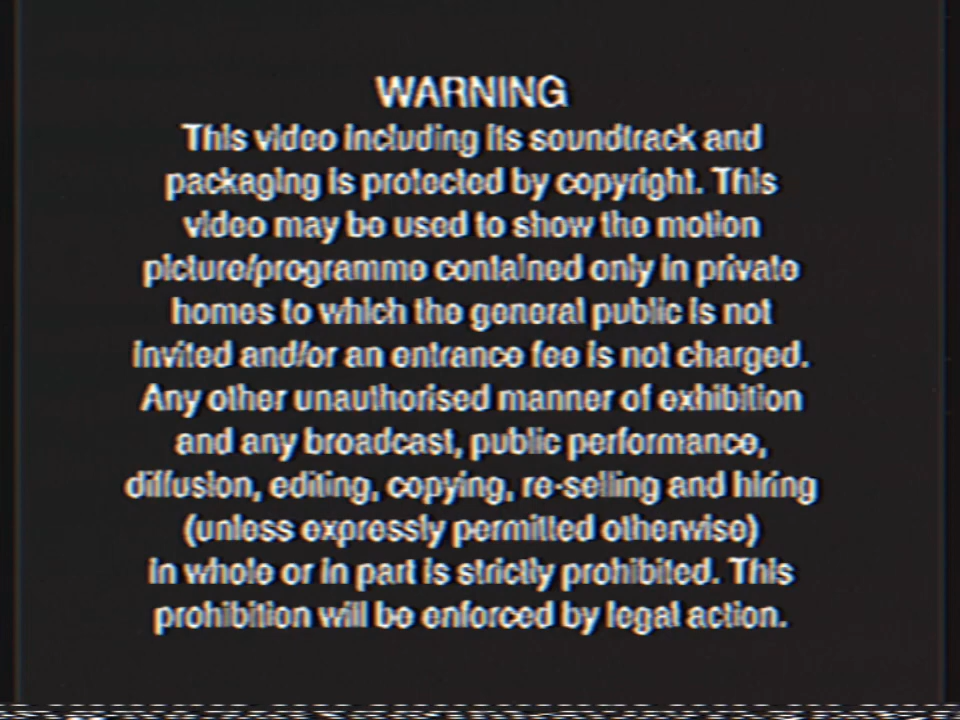 WARNING
This video including its soundtrack and
packaging is protected by copyright. This
video may be used to show the motion
picture/programme contained only in private
homes to which the general public is not
invited and/or an entrance fee is not charged.
Any other unauthorised manner of exhibition
and any broadcast, public performance,
diffusion, editing, copying, re-selling and hiring
(unless expressly permitted otherwise)
in whole or in part is strictly prohibited. This
prohibition will be enforced by legal action.